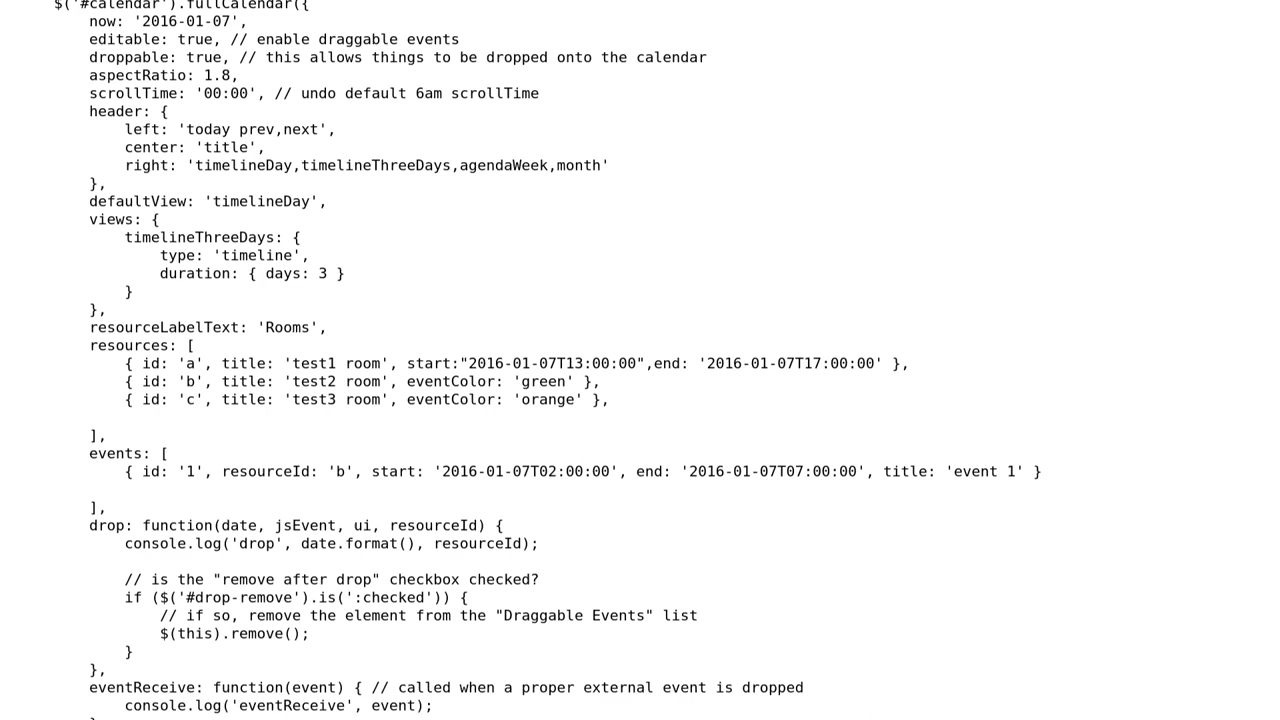 $('#calendar').fullCalendar({
now: '2016-01-07',
editable: true, // enable draggable events
droppable: true, // this allows things to be dropped onto the calendar
aspectRatio: 1.8,
scrollTime: '00:00', // undo default 6am scrollTime
header: {
left: 'today prev,next',
center: 'title',
right: 'timelineDay,timelineThreeDays,agendaWeek,month'
},
defaultView: 'timelineDay',
views: {
timelineThreeDays: {
type: 'timeline',
duration: { days: 3 }
}
},
resourceLabelText: 'Rooms',
resources: [
{ id: 'a', title: 'test1 room', start:"2016-01-07T13:00:00",end: '2016-01-07T17:00:00' },
{ id: 'b', title: 'test2 room', eventColor: 'green' },
{ id: 'c', title: 'test3 room', eventColor: 'orange' },
],
events: [
{ id: '1', resourceId: 'b', start: '2016-01-07T02:00:00', end: '2016-01-07T07:00:00', title: 'event 1' }
],
drop: function(date, jsEvent, ui, resourceId) {
console.log('drop', date.format(), resourceId);
// is the "remove after drop" checkbox checked?
if ($('#drop-remove').is(':checked')) {
// if so, remove the element from the "Draggable Events" list
$(this).remove();
}
},
eventReceive: function(event) { // called when a proper external event is dropped
console.log('eventReceive', event);